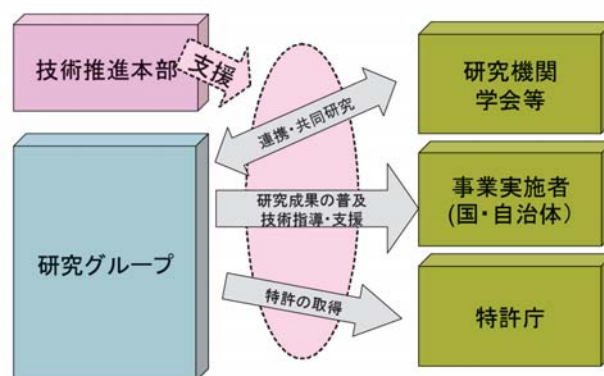 技術推進本部
支援
研究機関
学会等
連携・共同研究
研究グループ
研究成果の普及
技術指導・支援
事業実施者
(国・自治体)
特許の取得
特許庁